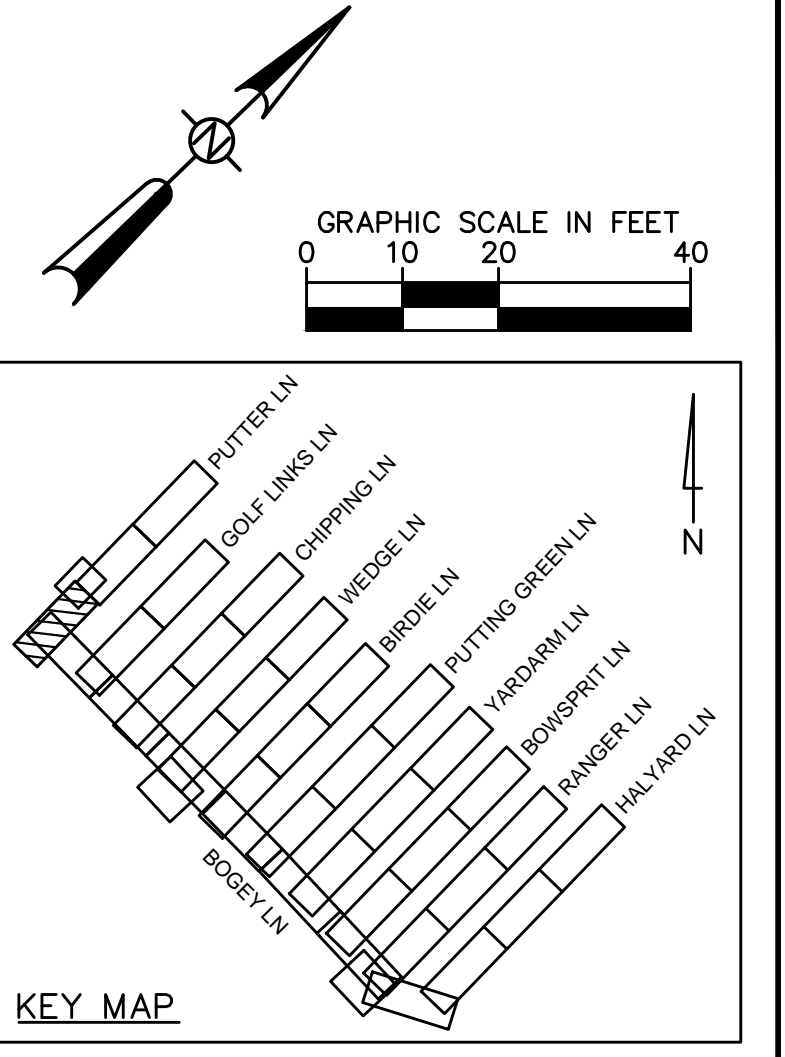 N
GRAPHIC SCALE IN FEET
0 10 20 40
PUTTER LN
GOLF LINKS LN
CHIPPING LN
WEDGE LN
BIRDIE LN
PUTTING GREEN LN
YARDARM LN
BOWSPRIT LN
RANGER LN
HALYARD LN
N
BOGEY LN
KEY MAP